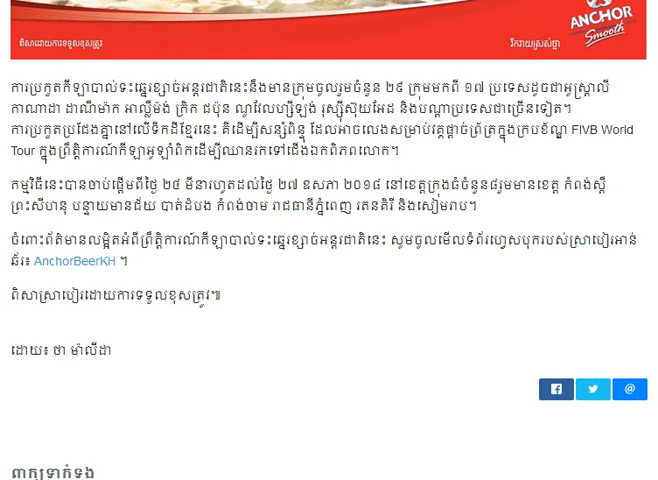 ANCHOR
Smooth
ពិសាដោយការទទួលខុសត្រូវ
រីករាយស្រស់ថ្លា
ការប្រកួតកីឡាបាល់ទះឆ្នេរខ្សាច់អន្តរជាតិនេះនឹងមានក្រុមចូលរួមចំនួន ២៩ ក្រុមមកពី ១៧ ប្រទេសដូចជាអូស្ត្រាលី
កាណាដា ដាណឺម៉ាក អាល្លឺម៉ង់ ក្រិក ជប៉ុន ណូវែលហ្សឺឡង់ រុស្ស៊ីស៊ុយអែដ និងបណ្តាប្រទេសជាច្រើនទៀត។
ការប្រកួតប្រជែងគ្នានៅលើទឹកដីខ្មែរនេះ គឺដើម្បីសន្សំពិន្ទុ ដែលអាចលេងសម្រាប់វគ្គផ្តាច់ព្រ័ត្រក្នុងក្របខ័ណ្ឌ FIVB World
Tour ក្នុងព្រឹត្តិការណ៍កីឡាអូឡាំពិកដើម្បីឈានរកទៅជើងឯកពិភពលោក។
កម្មវិធីនេះបានចាប់ផ្តើមពីថ្ងៃ ២៤ មីនារហូតដល់ថ្ងៃ ២៧ ឧសភា ២០១៨ នៅខេត្តក្រុងធំចំនួន៨រួមមានខេត្ត កំពង់ស្ពឺ
ព្រះសីហនុ បន្ទាយមានជ័យ បាត់ដំបង កំពង់ចាម រាជធានីភ្នំពេញ រតនគិរី និងសៀមរាប។
ចំពោះព័ត៌មានលម្អិតអំពីព្រឹត្តិការណ៍កីឡាបាល់ទះឆ្នេរខ្សាច់អន្តរជាតិនេះ សូមចូលមើលទំព័រហ្វេសប៊ុករបស់ស្រាបៀរអាន់
ឆ័រ៖ AnchorBeerKH ។
ពិសាស្រាបៀរដោយការទទួលខុសត្រូវ៕
ដោយ៖ ថា ម៉ាលីដា
ពាក្យទាក់ទង